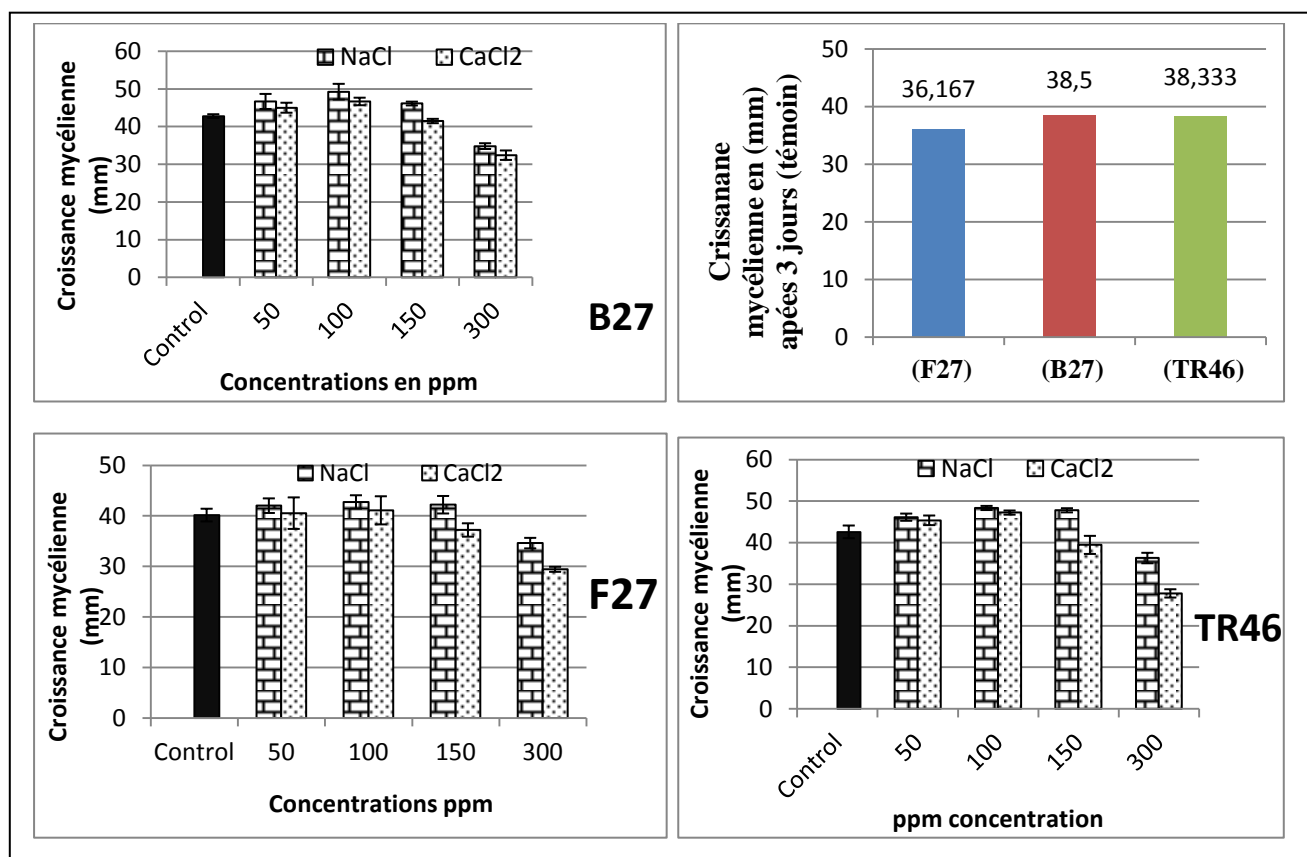 NaCl CaCl2
60
50
40
30
20
10
0
Croissance mycélienne
(mm)
Control 50 100 150 300
Concentrations en ppm
B27
50
40
30
20
10
0
Crissanane
mycélienne en (mm)
apées 3 jours (témoin)
36,167 38,5 38,333
(F27) (B27) (TR46)
NaCl CaCl2
50
40
30
20
10
0
Croissance mycélienne
(mm)
Control 50 100 150 300
Concentrations ppm
F27
NaCl CaCl2
60
50
40
30
20
10
0
Croissance mycélienne
(mm)
Control 50 100 150 300
ppm concentration
TR46